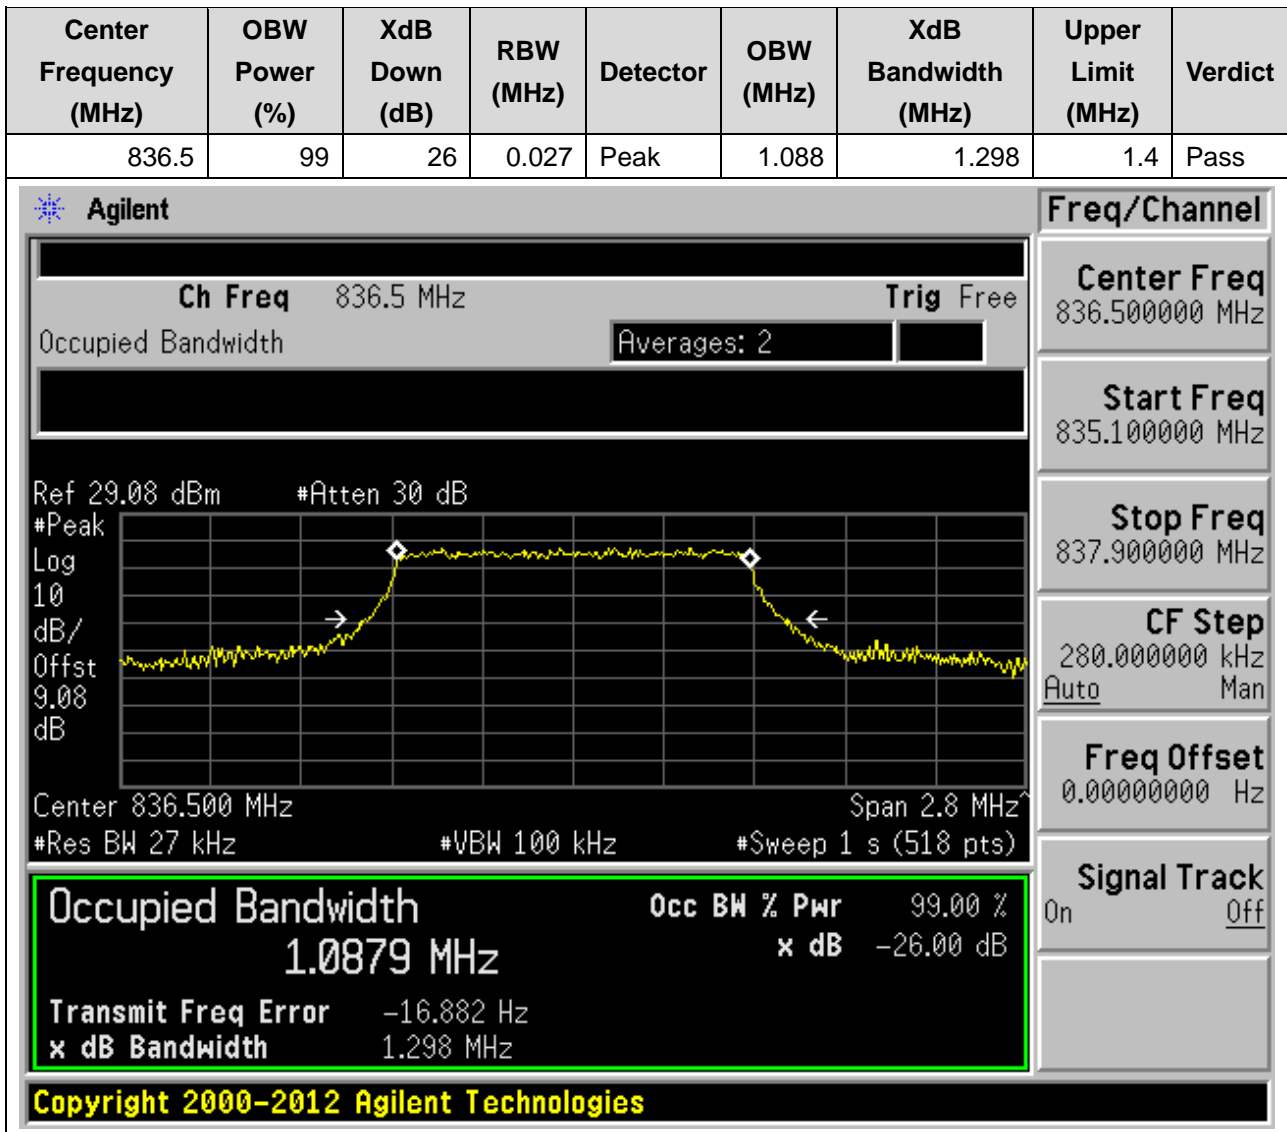 Center Frequency (MHz) OBW Power (%) XdB Down (dB) RBW (MHz) Detector OBW (MHz) XdB Bandwidth (MHz) Upper Limit (MHz) Verdict
836.5 99 26 0.027 Peak 1.088 1.298 1.4 Pass
Agilent
Freq/Channel
Ch Freq 836.5 MHz Trig Free
Occupied Bandwidth Averages: 2
Center Freq
836.500000 MHz
Start Freq
835.100000 MHz
Stop Freq
837.900000 MHz
CF Step
280.000000 kHz
Auto Man
Freq Offset
0.00000000 Hz
Signal Track
On Off
Ref 29.08 dBm #Atten 30 dB
#Peak
Log
10
dB/
Offst
9.08
dB
Center 836.500 MHz Span 2.8 MHz^
#Res BW 27 kHz #VBW 100 kHz #Sweep 1 s (518 pts)
Occupied Bandwidth
1.0879 MHz
Occ BW % Pwr 99.00 %
x dB -26.00 dB
Transmit Freq Error -16.882 Hz
x dB Bandwidth 1.298 MHz
Copyright 2000-2012 Agilent Technologies